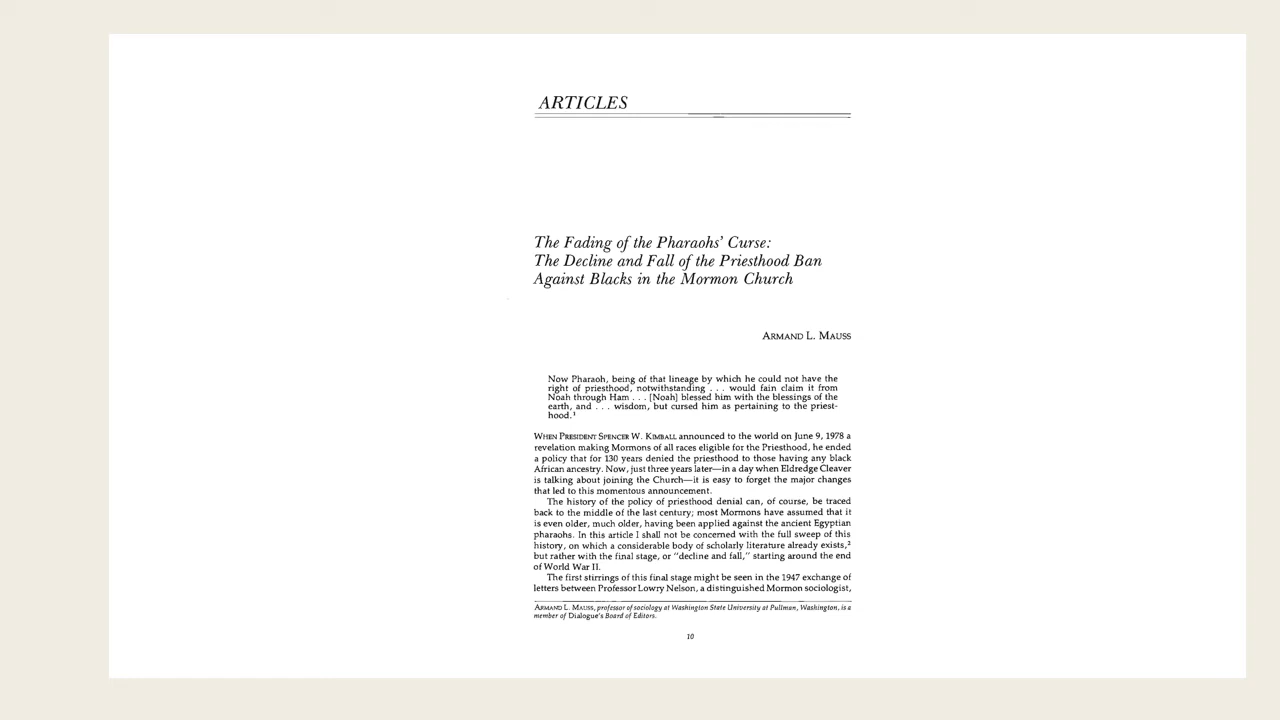 ARTICLES
The Fading of the Pharaohs' Curse:
The Decline and Fall of the Priesthood Ban
Against Blacks in the Mormon Church
ARMAND L. MAUSS
Now Pharaoh, being of that lineage by which he could not have the
right of priesthood, notwithstanding . . . would fain claim it from
Noah through Ham . . . [Noah] blessed him with the blessings of the
earth, and . . . wisdom, but cursed him as pertaining to the priest-
hood.¹
WHEN PRESIDENT SPENCER W. KIMBALL announced to the world on June 9, 1978 a
revelation making Mormons of all races eligible for the Priesthood, he ended
a policy that for 130 years denied the priesthood to those having any black
African ancestry. Now, just three years later—in a day when Eldredge Cleaver
is talking about joining the Church—it is easy to forget the major changes
that led to this momentous announcement.
The history of the policy of priesthood denial can, of course, be traced
back to the middle of the last century; most Mormons have assumed that it
is even older, much older, having been applied against the ancient Egyptian
pharaohs. In this article I shall not be concerned with the full sweep of this
history, on which a considerable body of scholarly literature already exists,²
but rather with the final stage, or "decline and fall," starting around the end
of World War II.
The first stirrings of this final stage might be seen in the 1947 exchange of
letters between Professor Lowry Nelson, a distinguished Mormon sociologist,
ARMAND L. MAUSS, professor of sociology at Washington State University at Pullman, Washington, is a
member of Dialogue's Board of Editors.
10